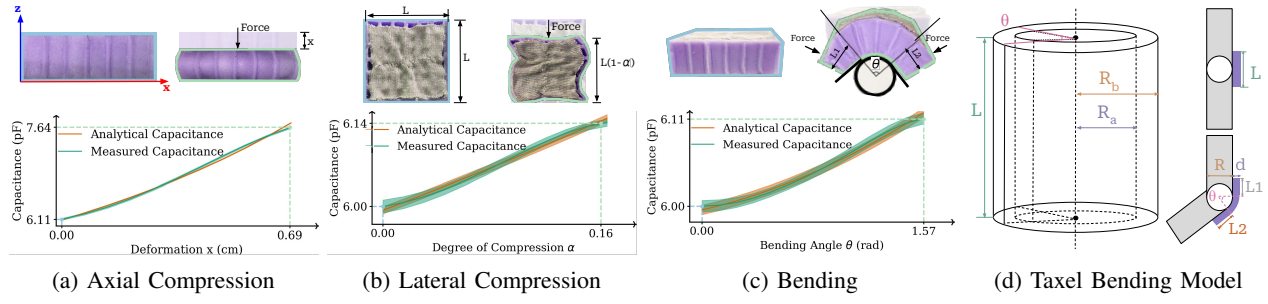 z
x
Force
x
L
L
Force
L(1-α)
Force
Force
L1
L2
θ
θ
L
R_b
R_a
L
R
d
θ
L1
L2
7.64
Capacitance (pF)
Analytical Capacitance
Measured Capacitance
6.11
0.00
0.69
Deformation x (cm)
6.14
Capacitance (pF)
Analytical Capacitance
Measured Capacitance
6.00
0.00
0.16
Degree of Compression α
6.11
Capacitance (pF)
Analytical Capacitance
Measured Capacitance
6.00
0.00
1.57
Bending Angle θ (rad)
(a) Axial Compression
(b) Lateral Compression
(c) Bending
(d) Taxel Bending Model